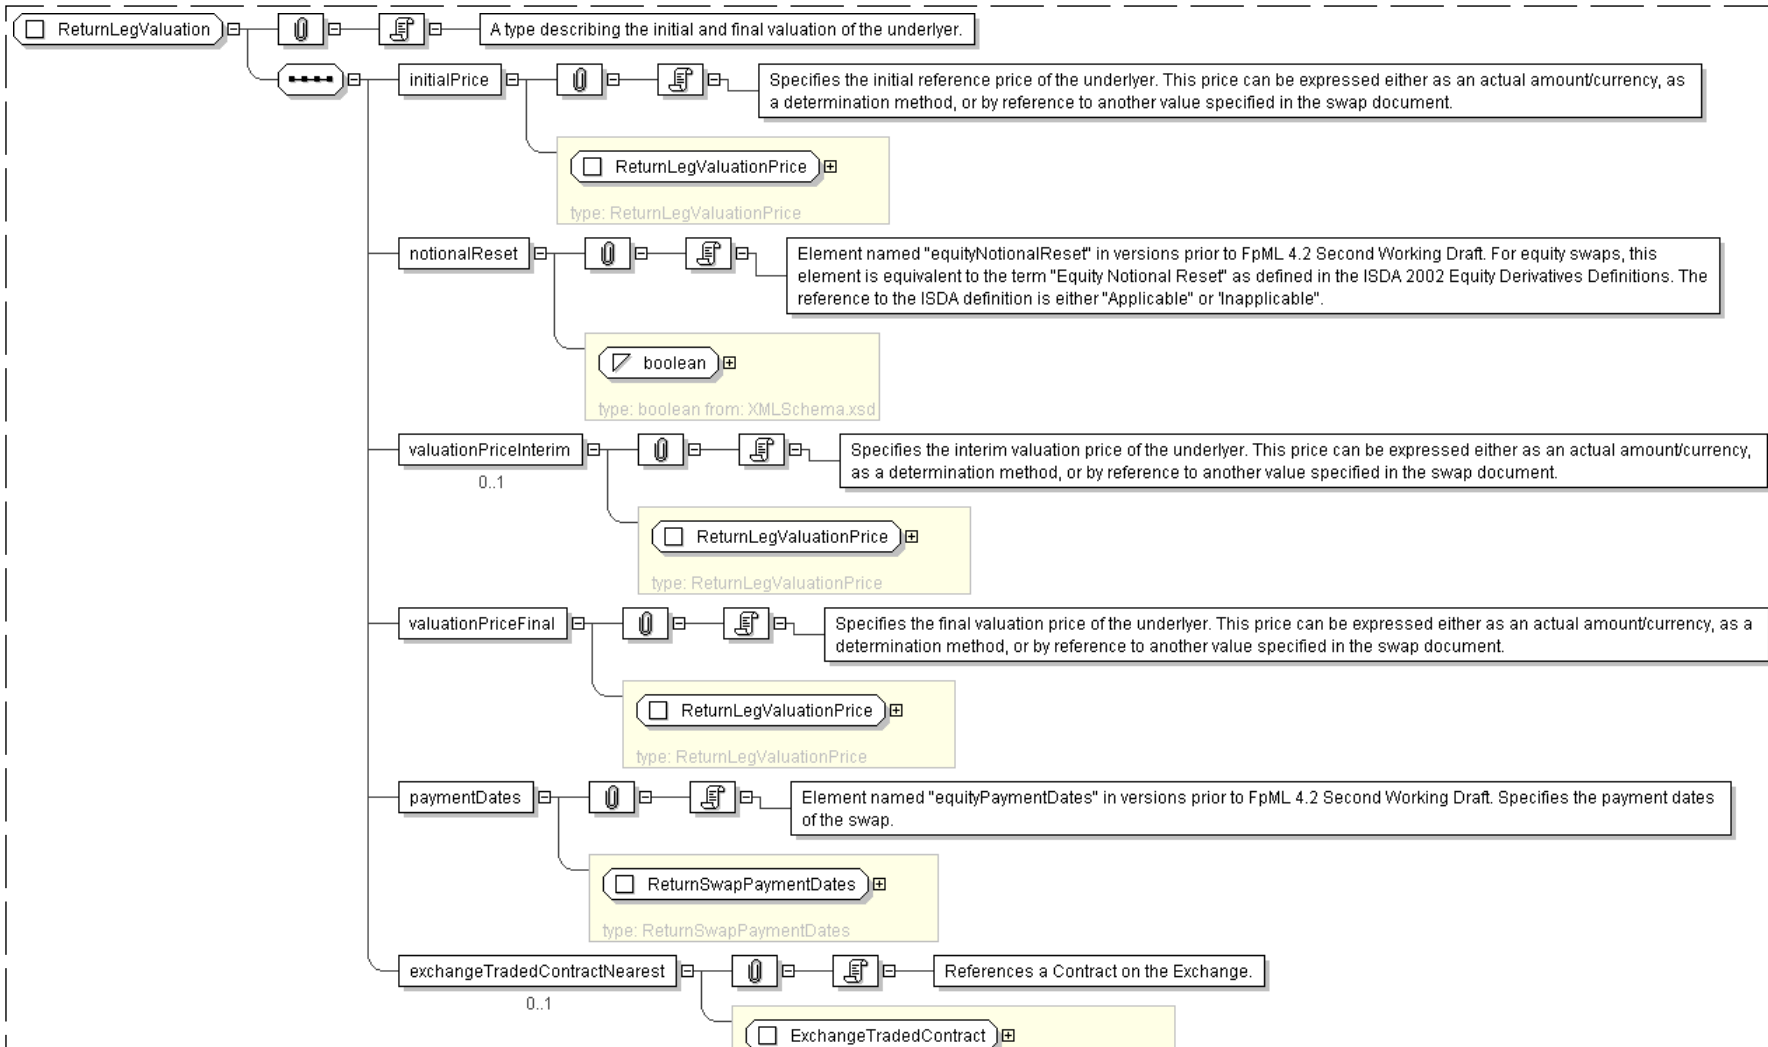 ReturnLegValuation
A type describing the initial and final valuation of the underlyer.
initialPrice
Specifies the initial reference price of the underlyer. This price can be expressed either as an actual amount/currency, as
a determination method, or by reference to another value specified in the swap document.
ReturnLegValuationPrice
type: ReturnLegValuationPrice
notionalReset
Element named "equityNotionalReset" in versions prior to FpML 4.2 Second Working Draft. For equity swaps, this
element is equivalent to the term "Equity Notional Reset" as defined in the ISDA 2002 Equity Derivatives Definitions. The
reference to the ISDA definition is either "Applicable" or 'Inapplicable".
boolean
type: boolean from: XMLSchema.xsd
valuationPriceInterim
0..1
Specifies the interim valuation price of the underlyer. This price can be expressed either as an actual amount/currency,
as a determination method, or by reference to another value specified in the swap document.
ReturnLegValuationPrice
type: ReturnLegValuationPrice
valuationPriceFinal
Specifies the final valuation price of the underlyer. This price can be expressed either as an actual amount/currency, as a
determination method, or by reference to another value specified in the swap document.
ReturnLegValuationPrice
type: ReturnLegValuationPrice
paymentDates
Element named "equityPaymentDates" in versions prior to FpML 4.2 Second Working Draft. Specifies the payment dates
of the swap.
ReturnSwapPaymentDates
type: ReturnSwapPaymentDates
exchangeTradedContractNearest
0..1
References a Contract on the Exchange.
ExchangeTradedContract